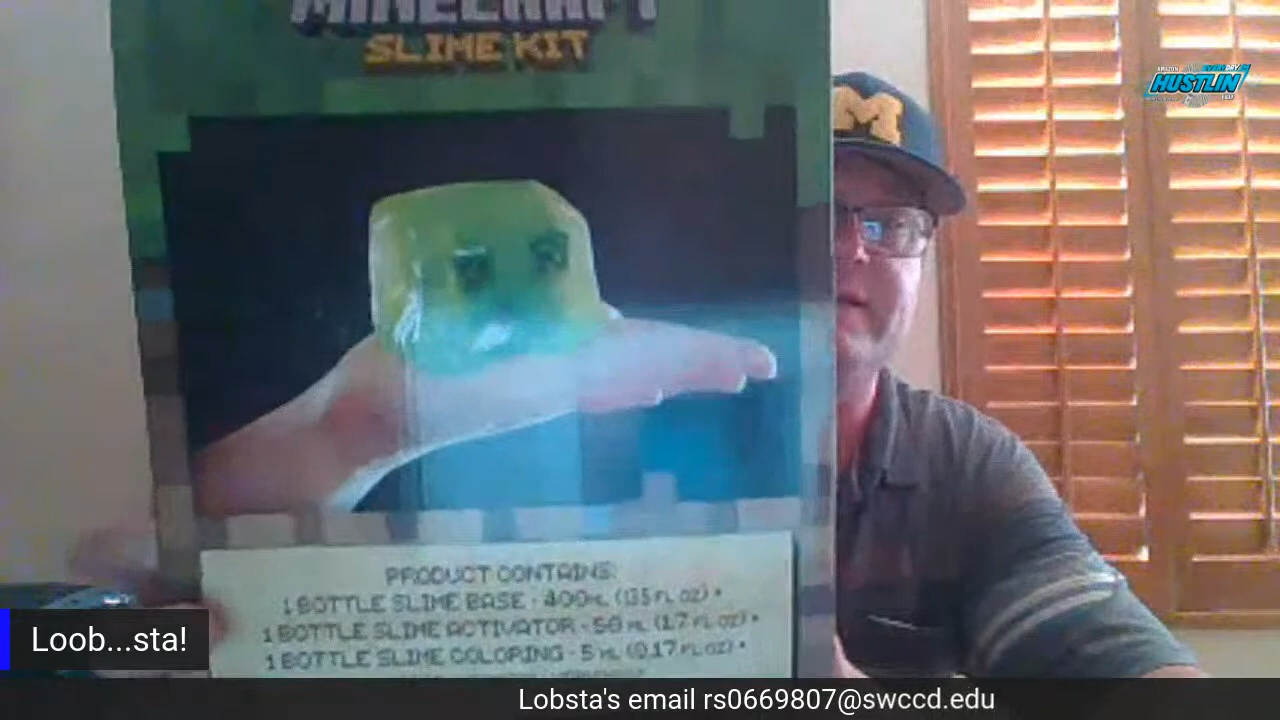 MINECRAFT
SLIME KIT
M
HUSTLIN
PRODUCT CONTAINS:
1 BOTTLE SLIME BASE - 400ML (13.5 FL OZ) *
1 BOTTLE SLIME ACTIVATOR - 50 ML (1.7 FL OZ) *
1 BOTTLE SLIME COLORING - 5 ML (0.17 FL OZ) *
Loob...sta!
Lobsta's email rs0669807@swccd.edu